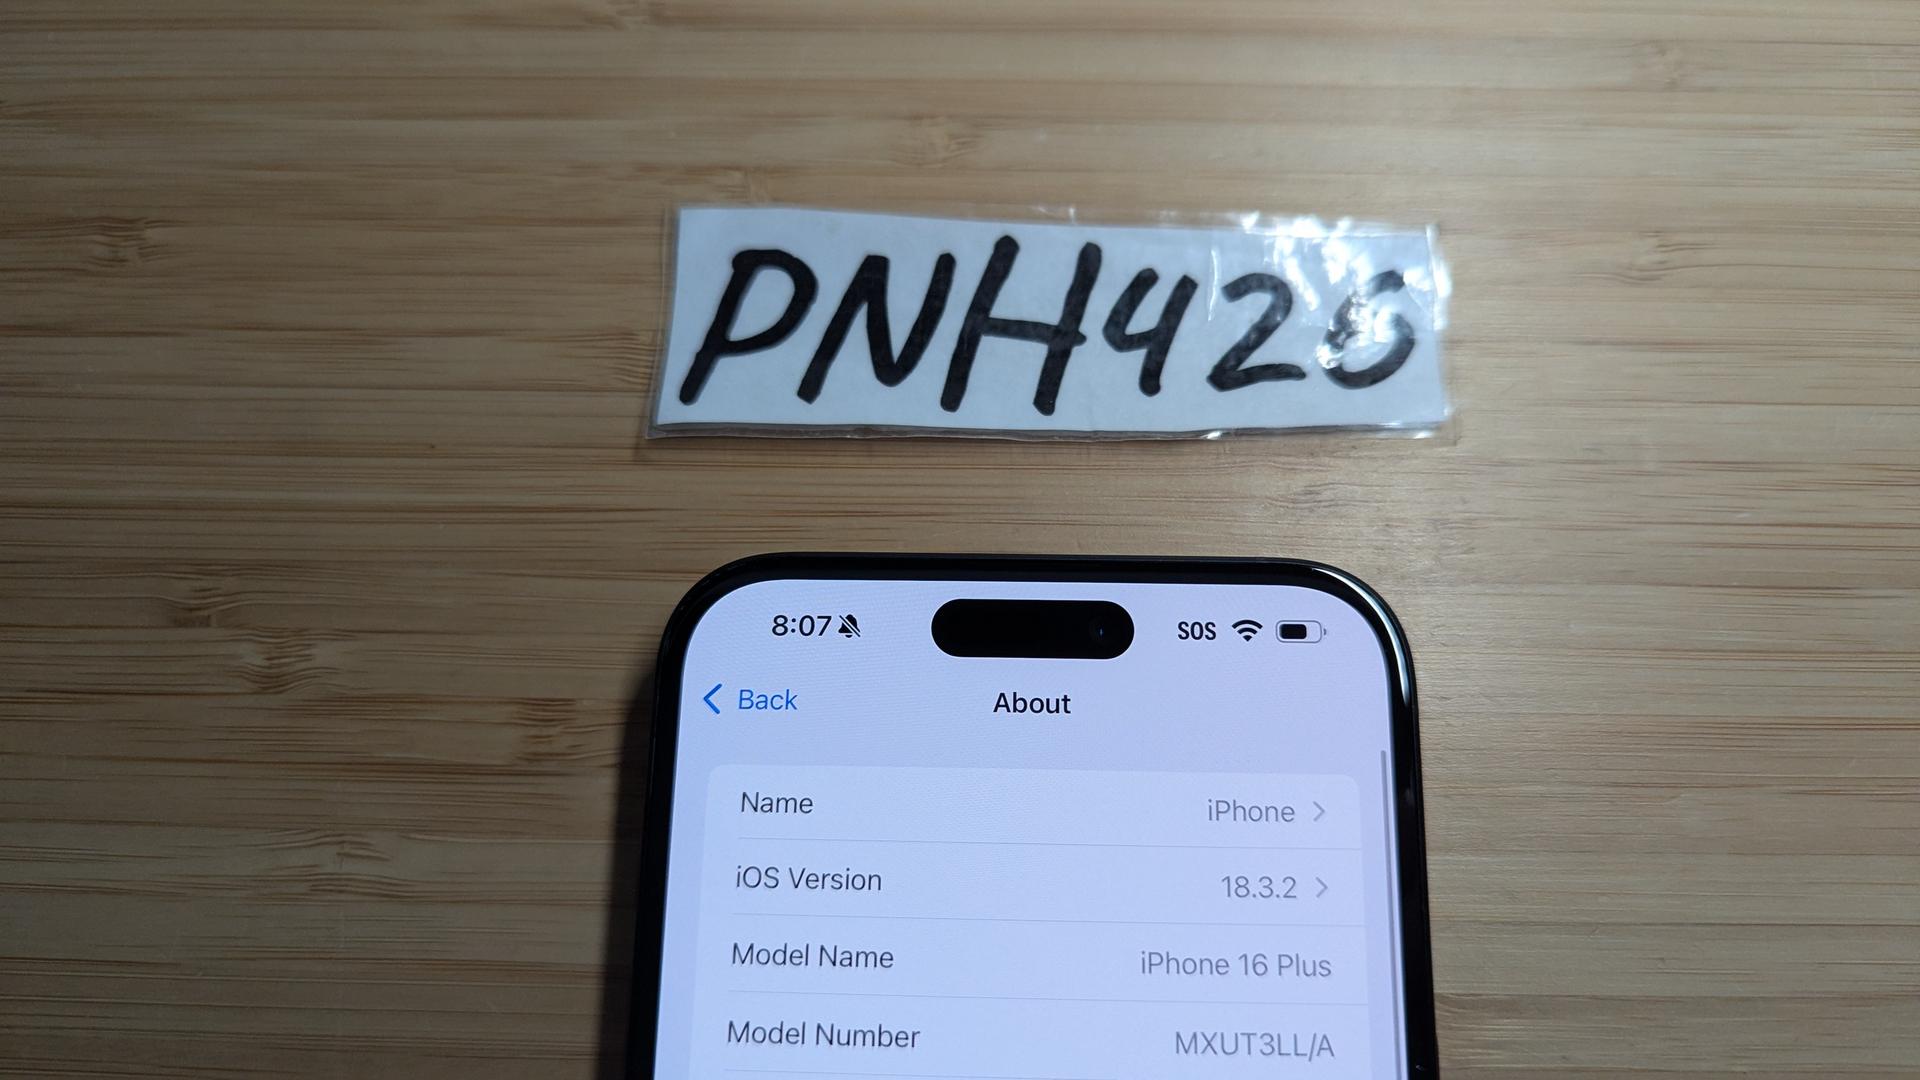 PNH426
8:07 SOS
Back About
Name iPhone
iOS Version 18.3.2
Model Name iPhone 16 Plus
Model Number MXUT3LL/A